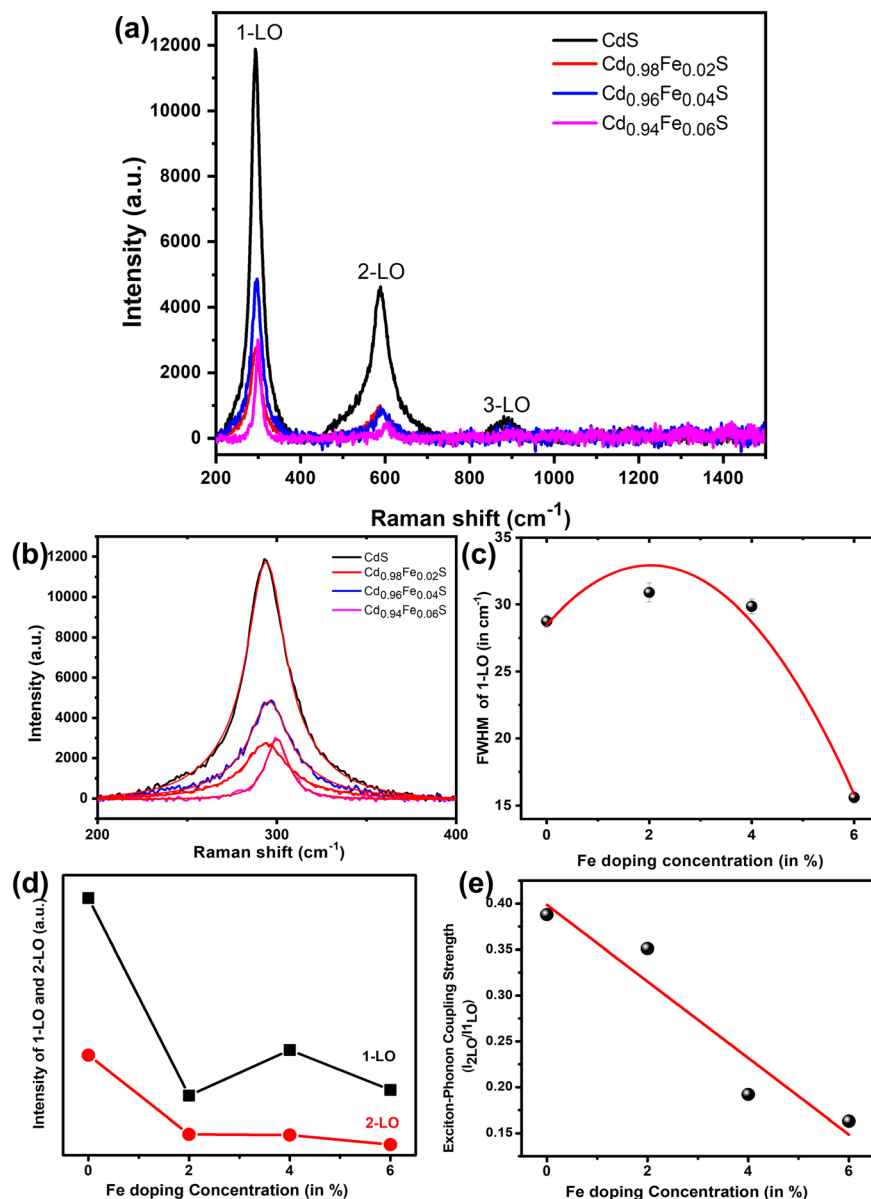 (a)
1-LO
2-LO
3-LO
CdS
Cd0.98Fe0.02S
Cd0.96Fe0.04S
Cd0.94Fe0.06S
12000
10000
8000
6000
4000
2000
0
Intensity (a.u.)
200 400 600 800 1000 1200 1400
Raman shift (cm-1)
(b)
CdS
Cd0.98Fe0.02S
Cd0.96Fe0.04S
Cd0.94Fe0.06S
12000
10000
8000
6000
4000
2000
0
Intensity (a.u.)
200 300 400
Raman shift (cm-1)
(c)
35
30
25
20
15
FWHM of 1-LO (in cm-1)
0 2 4 6
Fe doping concentration (in %)
(d)
Intensity of 1-LO and 2-LO (a.u.)
1-LO
2-LO
0 2 4 6
Fe doping Concentration (in %)
(e)
0.40
0.35
0.30
0.25
0.20
0.15
Exciton-Phonon Coupling Strength
(I2LO/I1LO)
0 2 4 6
Fe doping Concentration (in %)